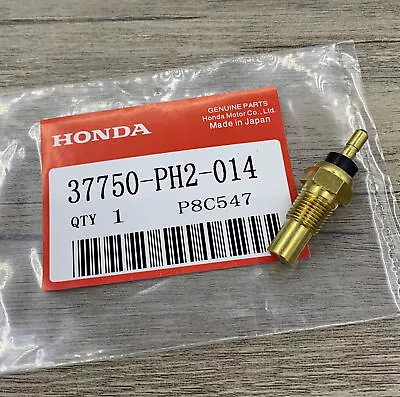 GENUINE PARTS
Honda Motor Co., Ltd.
Made in Japan
HONDA
37750-PH2-014
QTY 1 P8C547